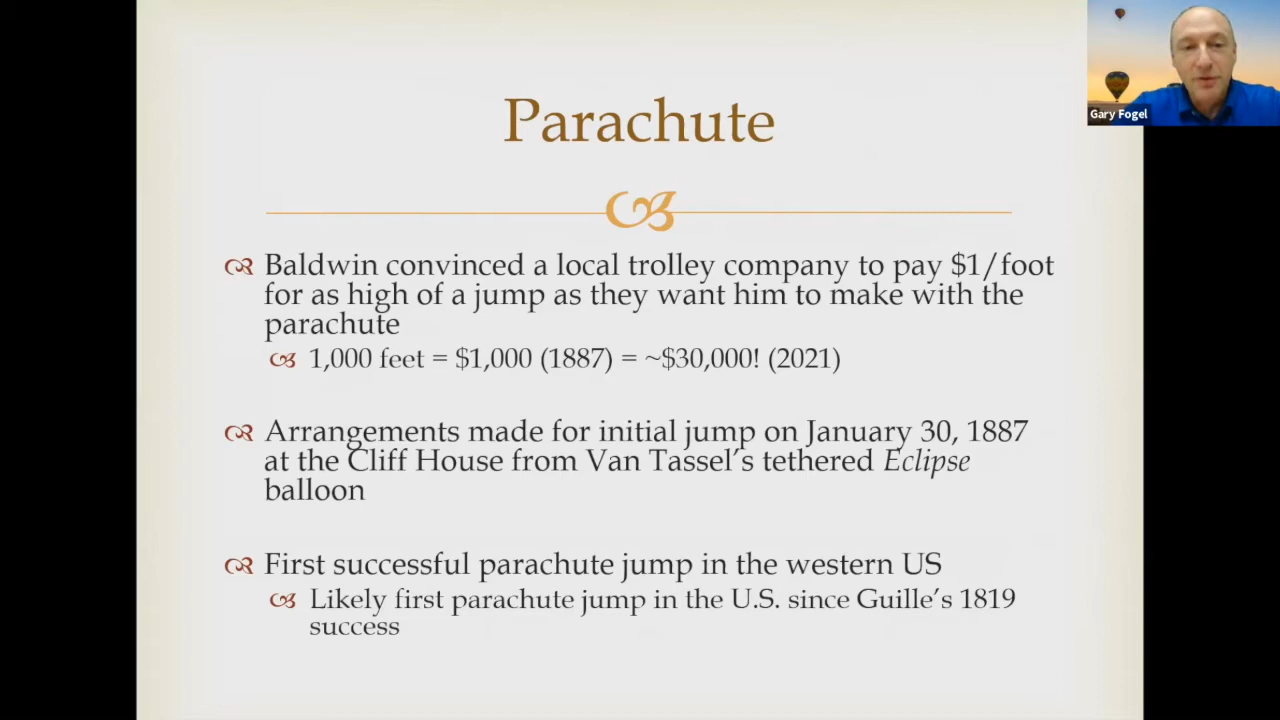 Parachute
Baldwin convinced a local trolley company to pay $1/foot
for as high of a jump as they want him to make with the
parachute
1,000 feet = $1,000 (1887) = ~$30,000! (2021)
Arrangements made for initial jump on January 30, 1887
at the Cliff House from Van Tassel’s tethered Eclipse
balloon
First successful parachute jump in the western US
Likely first parachute jump in the U.S. since Guille’s 1819
success
Gary Fogel